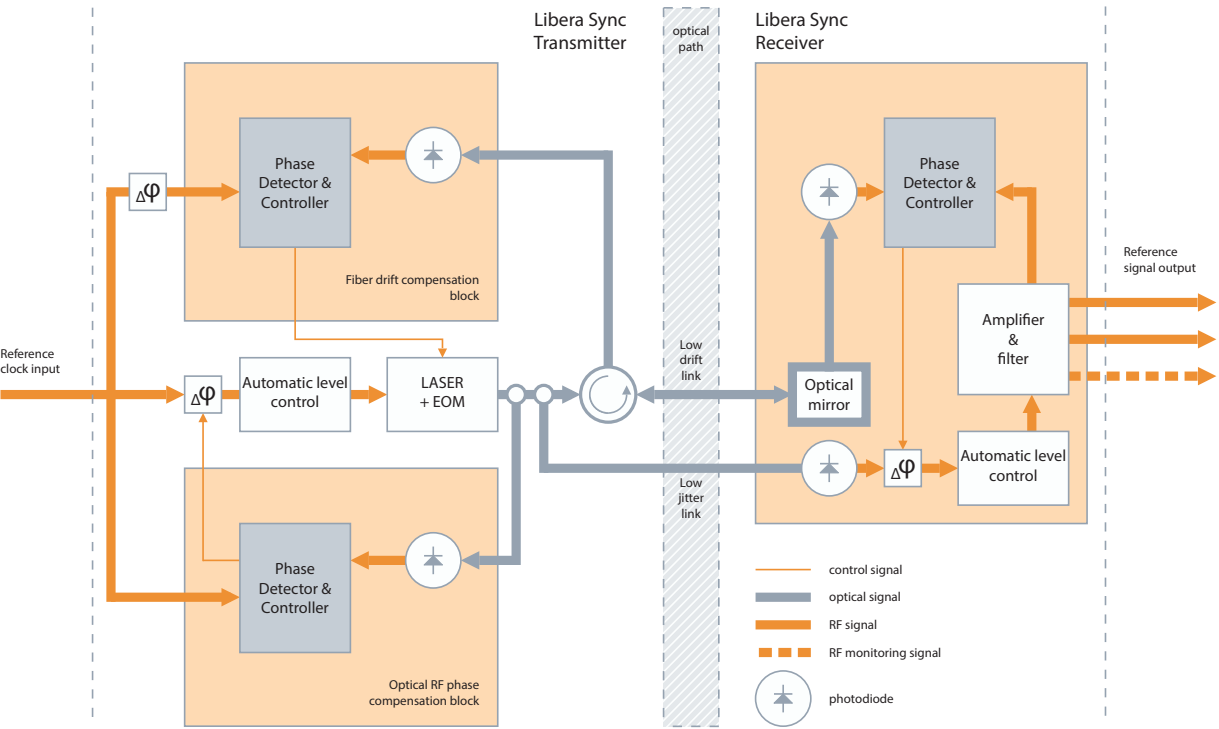 Libera Sync
Transmitter
optical
path
Libera Sync
Receiver
Phase
Detector &
Controller
Δφ
Fiber drift compensation
block
Phase
Detector &
Controller
Reference
signal output
Amplifier
&
filter
Reference
clock input
Δφ
Automatic level
control
LASER
+ EOM
Low
drift
link
Optical
mirror
Low
jitter
link
Δφ
Automatic level
control
Phase
Detector &
Controller
Optical RF phase
compensation block
control signal
optical signal
RF signal
RF monitoring signal
photodiode